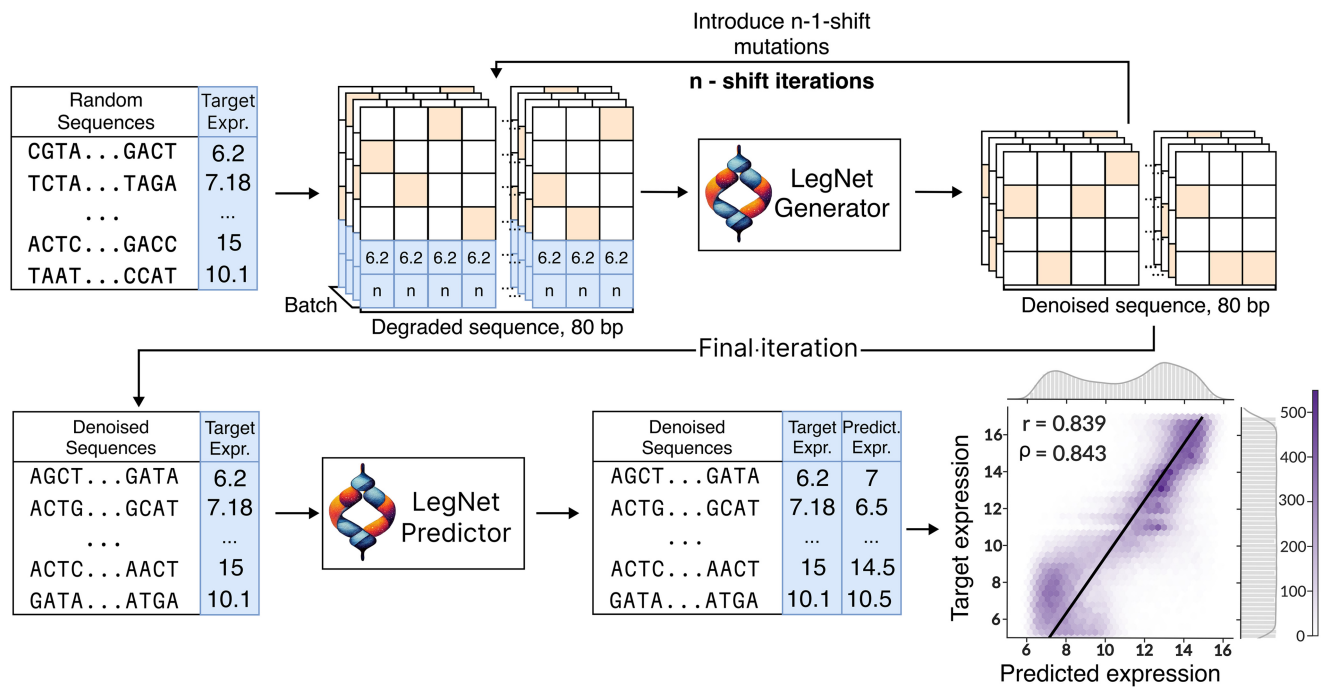 Introduce n-1-shift
mutations
n - shift iterations
Random
Sequences
Target
Expr.
CGTA...GACT 6.2
TCTA...TAGA 7.18
... ...
ACTC...GACC 15
TAAT...CCAT 10.1
6.2 6.2 6.2 6.2 6.2 6.2 6.2
n n n n n n n
Batch
Degraded sequence, 80 bp
LegNet
Generator
Denoised sequence, 80 bp
Final iteration
Denoised
Sequences
Target
Expr.
AGCT...GATA 6.2
ACTG...GCAT 7.18
... ...
ACTC...AACT 15
GATA...ATGA 10.1
LegNet
Predictor
Denoised
Sequences
Target
Expr.
Predict.
Expr.
AGCT...GATA 6.2 7
ACTG...GCAT 7.18 6.5
... ... ...
ACTC...AACT 15 14.5
GATA...ATGA 10.1 10.5
r = 0.839
ρ = 0.843
Target expression
16
14
12
10
8
6
6 8 10 12 14 16
Predicted expression
500
400
300
200
100
0